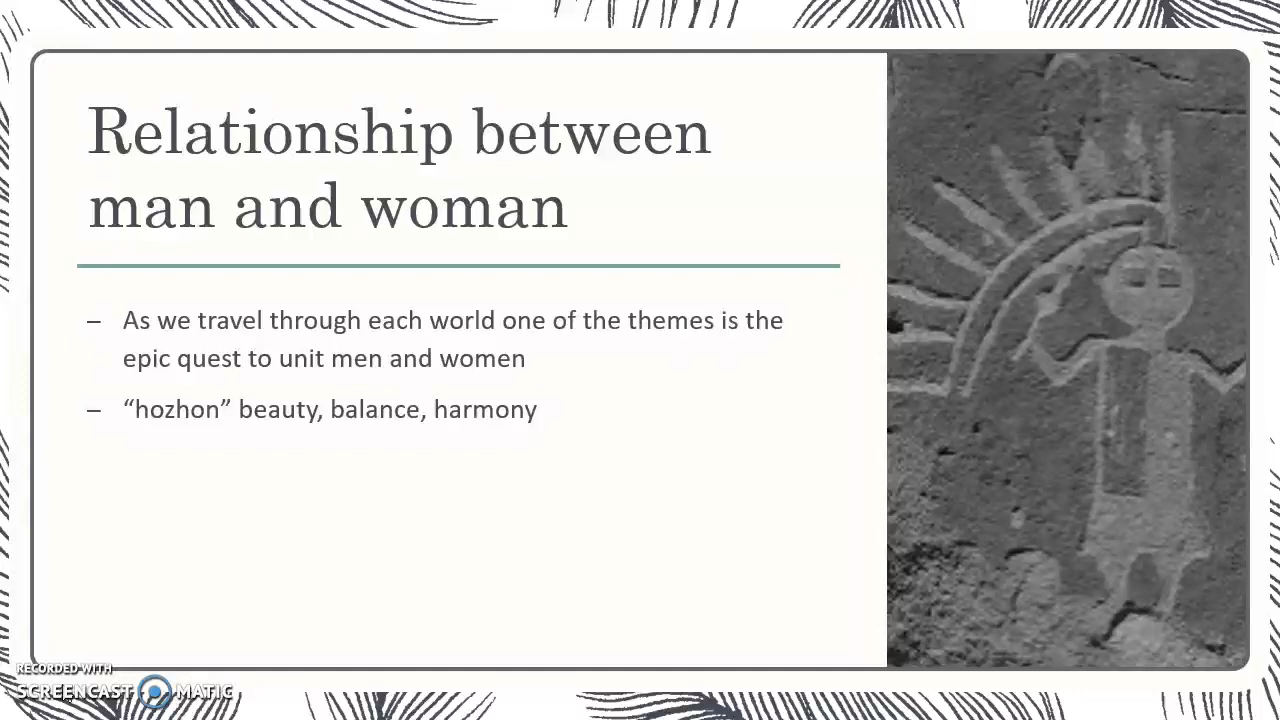 Relationship between
man and woman
– As we travel through each world one of the themes is the
epic quest to unit men and women
– “hozhon” beauty, balance, harmony
RECORDED WITH
SCREENCAST MATIC